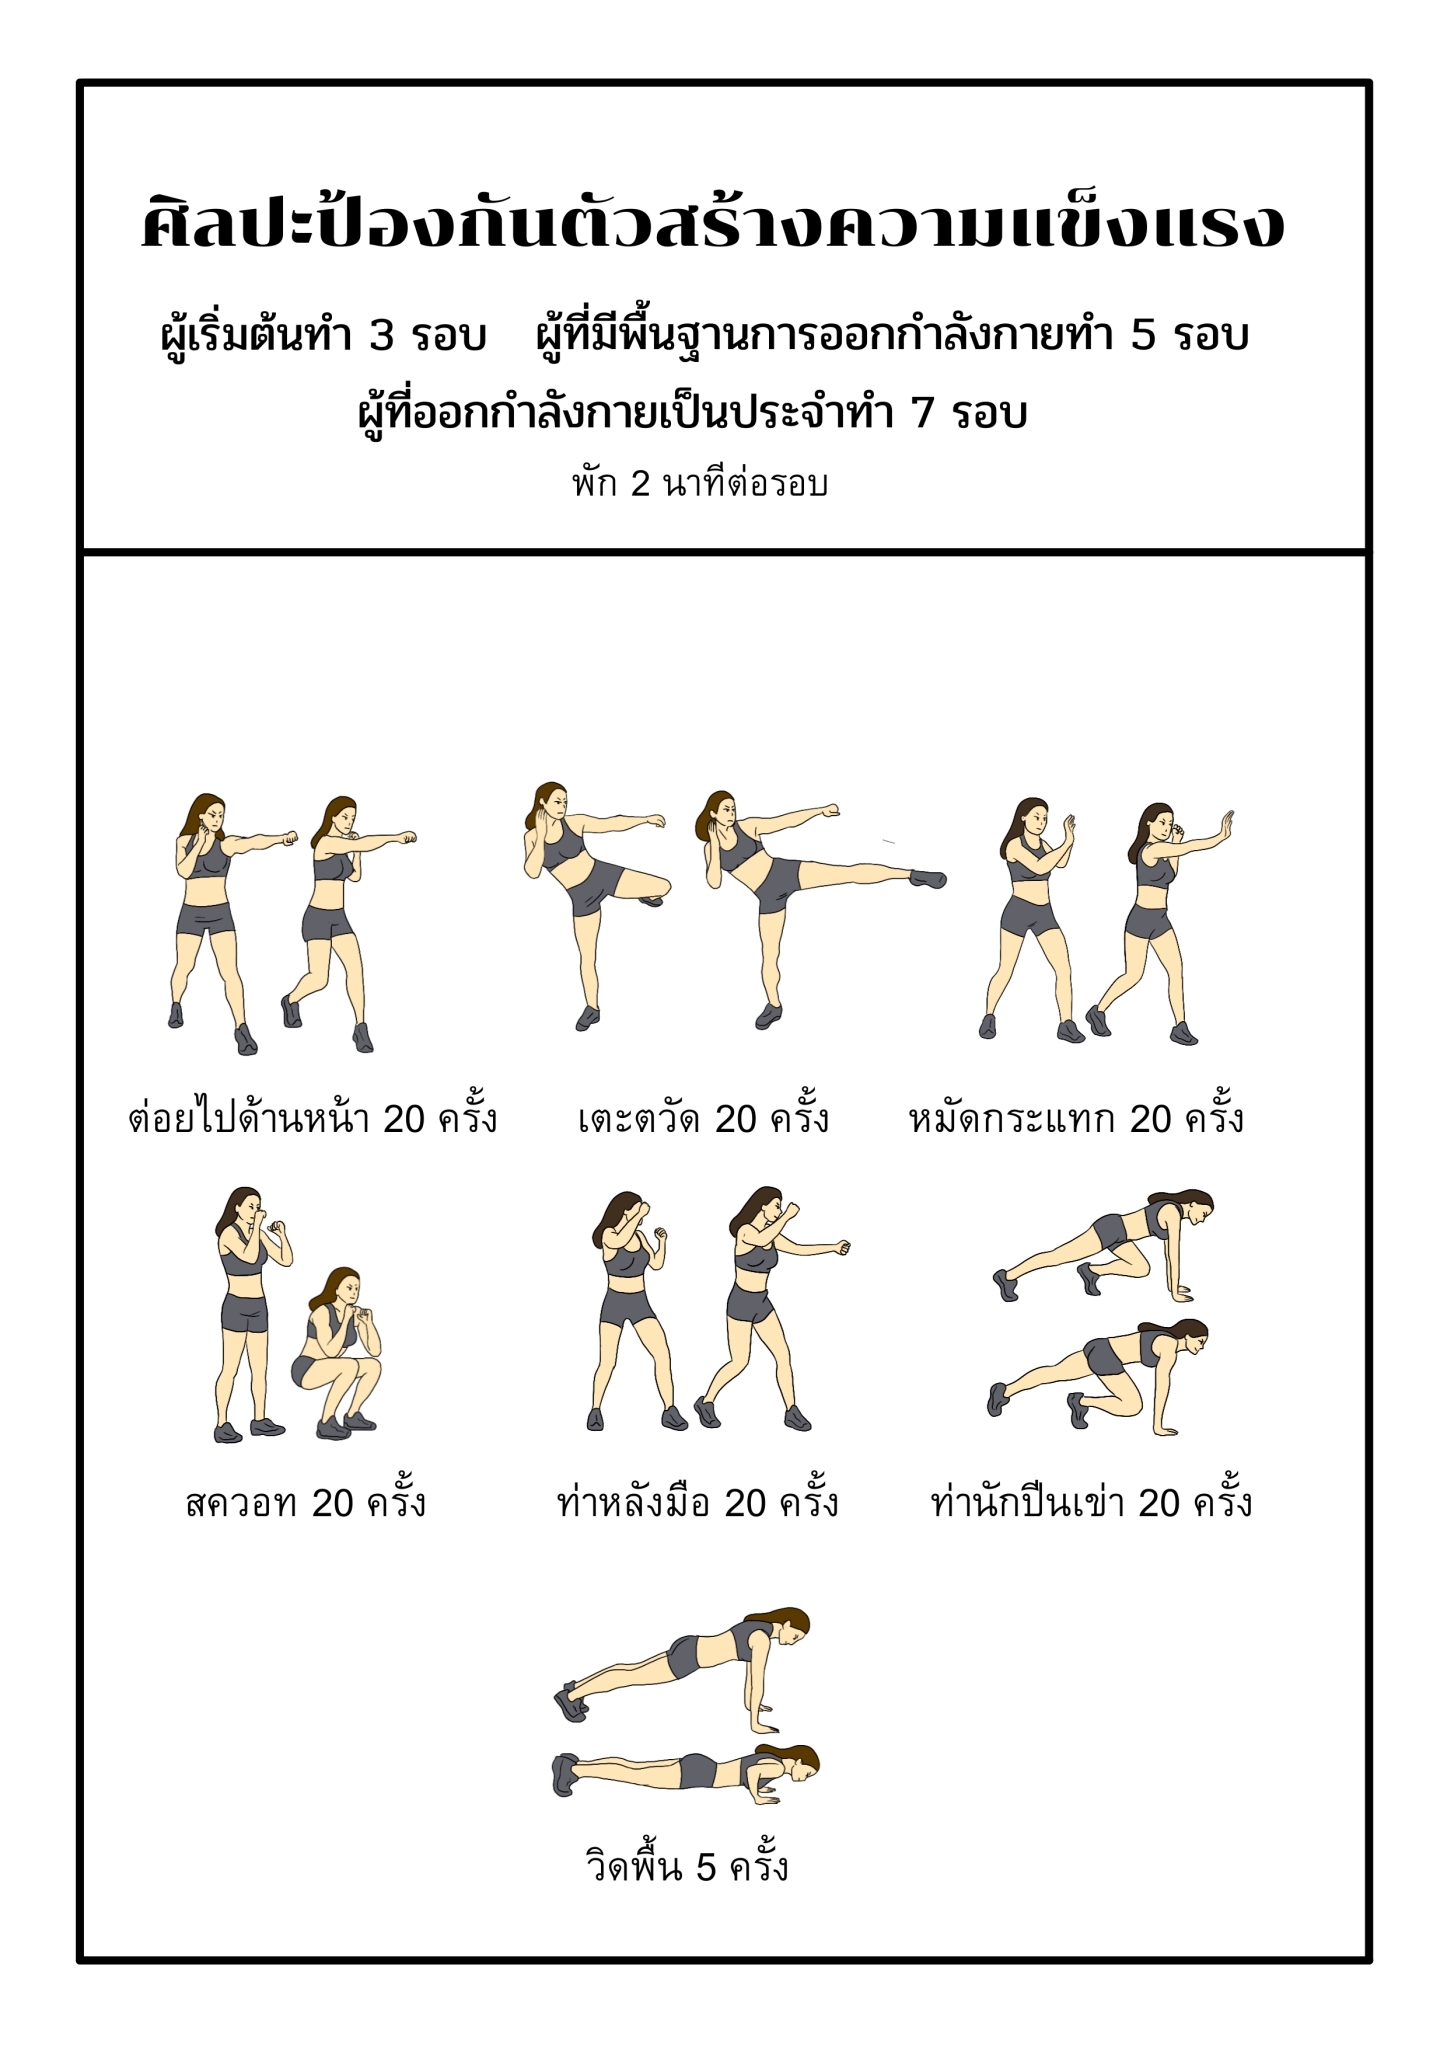 ศิลปะป้องกันตัวสร้างความแข็งแรง
ผู้เริ่มต้นทำ 3 รอบ ผู้ที่มีพื้นฐานการออกกำลังกายทำ 5 รอบ
ผู้ที่ออกกำลังกายเป็นประจำทำ 7 รอบ
พัก 2 นาทีต่อรอบ
ต่อยไปด้านหน้า 20 ครั้ง
เตะตวัด 20 ครั้ง
หมัดกระแทก 20 ครั้ง
สควอท 20 ครั้ง
ท่าหลังมือ 20 ครั้ง
ท่านักปีนเข่า 20 ครั้ง
วิดพื้น 5 ครั้ง